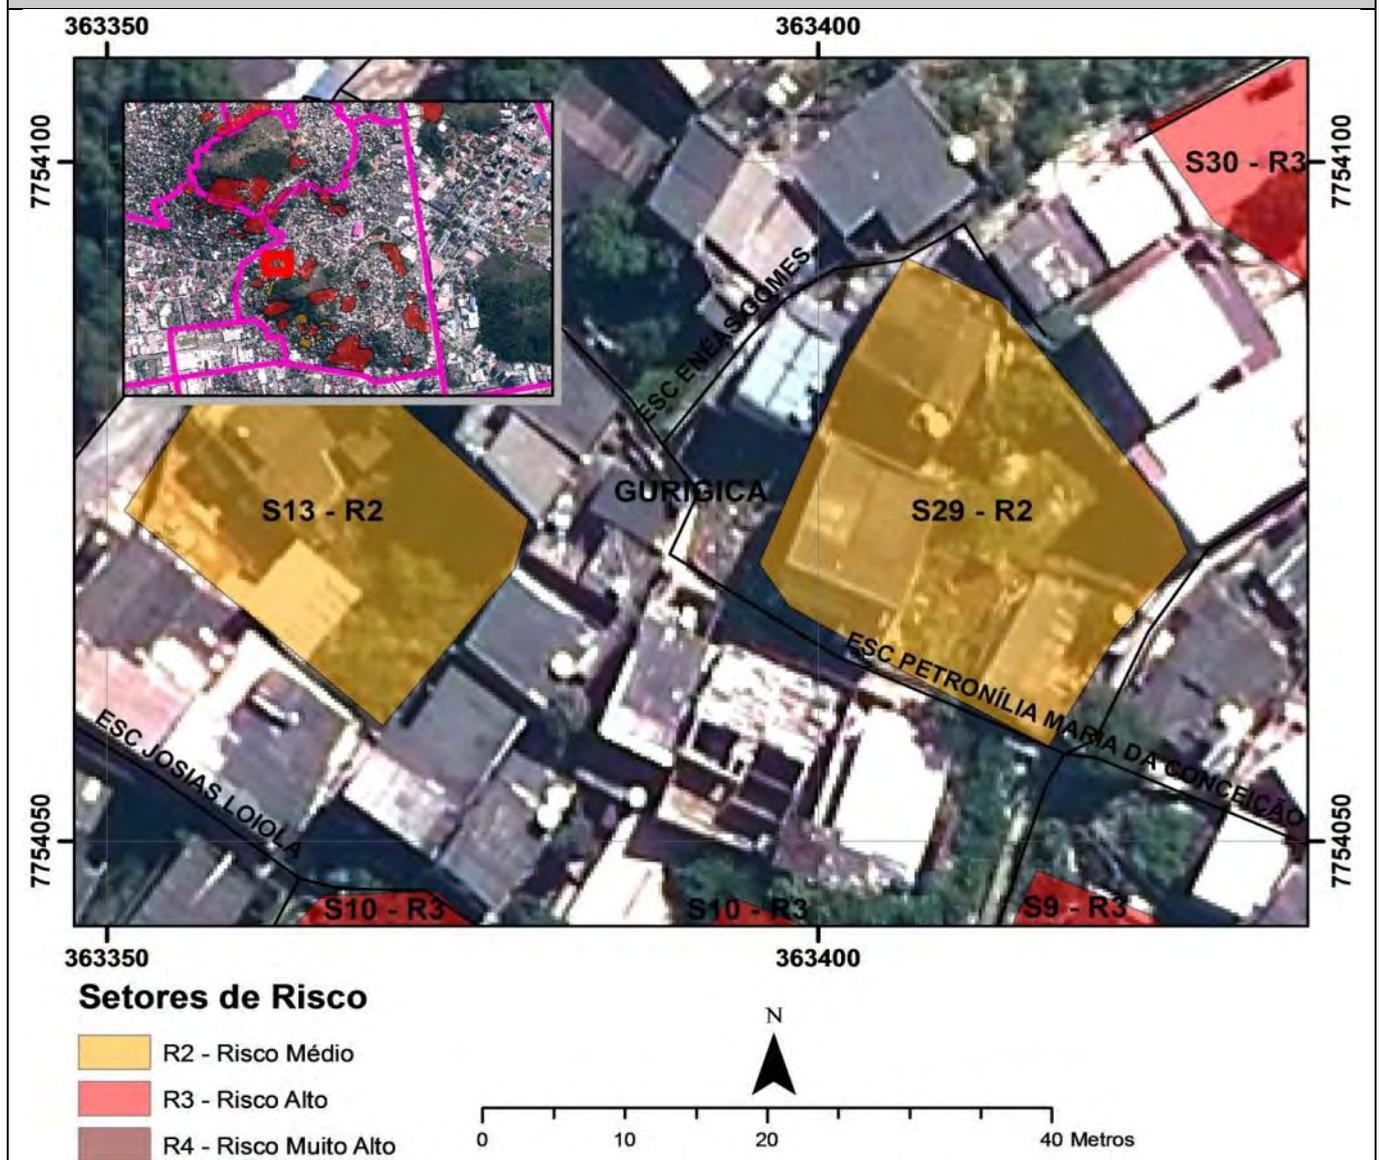 363350
363400
7754100
7754100
S30 - R3
ESC ENÉAS GOMES
GURIGICA
S13 - R2
S29 - R2
ESC PETRONÍLIA MARIA DA CONCEIÇÃO
ESC JOSIAS LOIOLA
7754050
7754050
S10 - R3
S10 - R3
S9 - R3
363350
363400
Setores de Risco
R2 - Risco Médio
R3 - Risco Alto
R4 - Risco Muito Alto
N
0 10 20 40 Metros